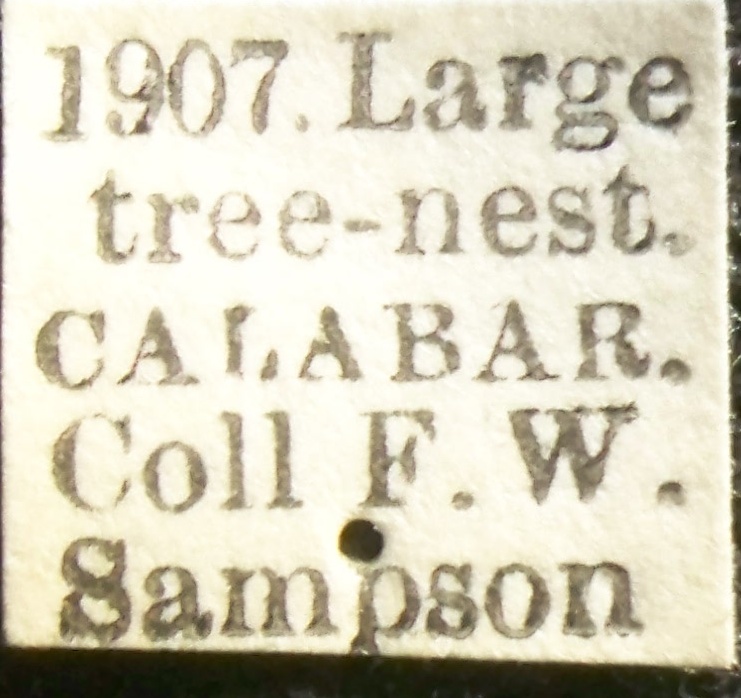 1907. Large
tree-nest.
CALABAR.
Coll F. W.
Sampson